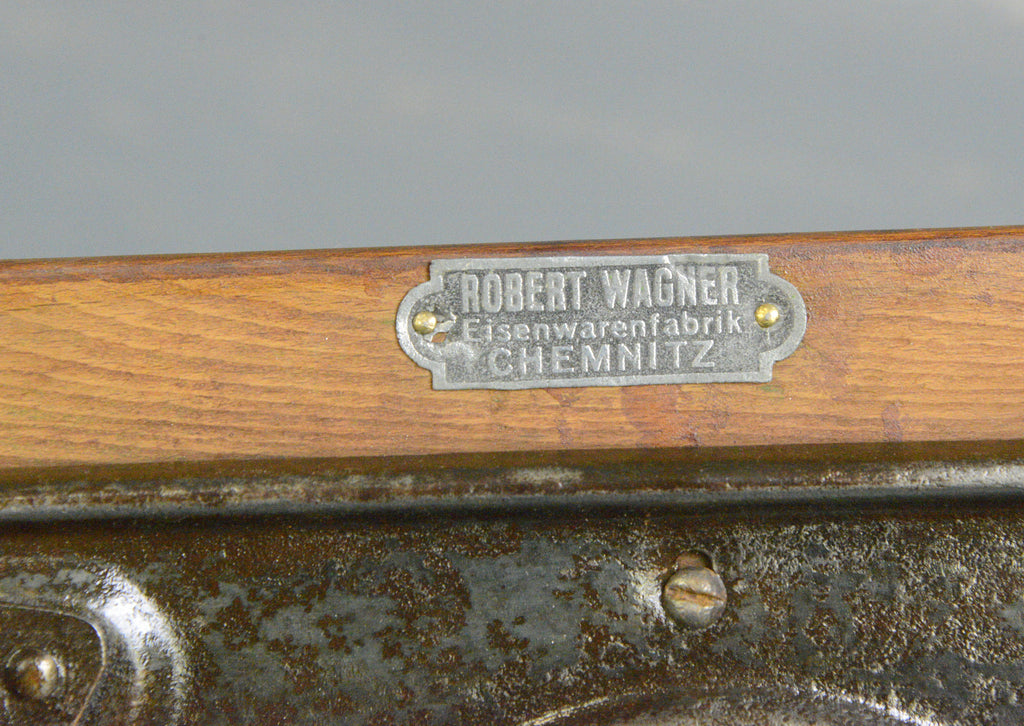 ROBERT WAGNER
Eisenwarenfabrik
CHEMNITZ